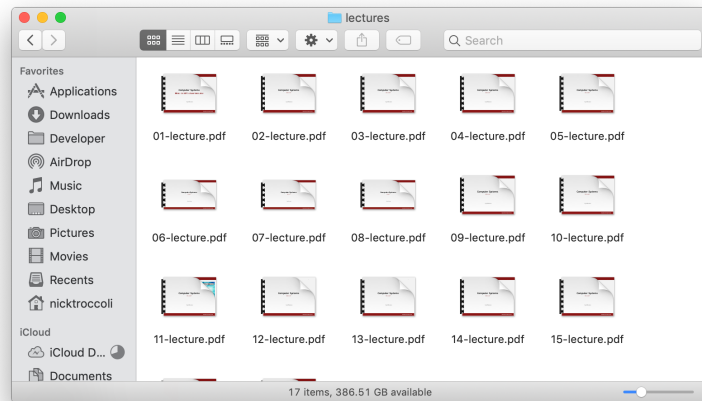 lectures
Search
Favorites
Applications
Downloads
Developer
AirDrop
Music
Desktop
Pictures
Movies
Recents
nicktroccoli
iCloud
iCloud D...
Documents
01-lecture.pdf 02-lecture.pdf 03-lecture.pdf 04-lecture.pdf 05-lecture.pdf
06-lecture.pdf 07-lecture.pdf 08-lecture.pdf 09-lecture.pdf 10-lecture.pdf
11-lecture.pdf 12-lecture.pdf 13-lecture.pdf 14-lecture.pdf 15-lecture.pdf
17 items, 386.51 GB available